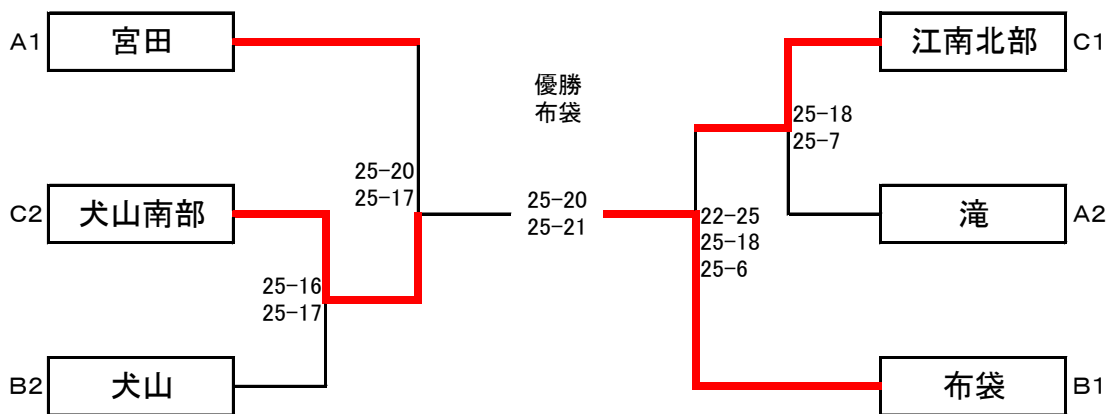 A1
宮田
C2
犬山南部
B2
犬山
25-16
25-17
25-20
25-17
優勝
布袋
25-20
25-21
22-25
25-18
25-6
25-18
25-7
江南北部
C1
滝
A2
布袋
B1